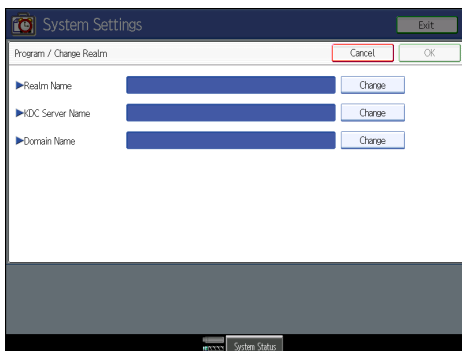 System Settings
Exit
Program / Change Realm
Cancel
OK
▶Realm Name
Change
▶KDC Server Name
Change
▶Domain Name
Change
System Status